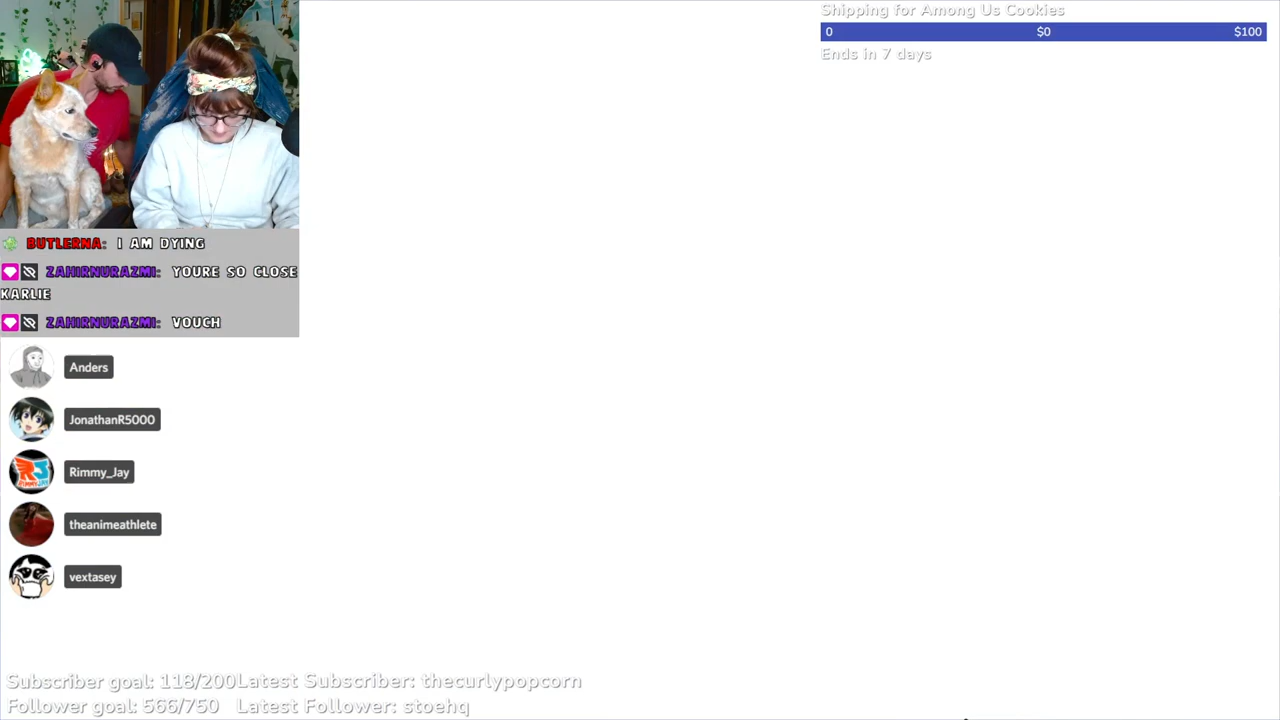 Shipping for Among Us Cookies
0 $0 $100
Ends in 7 days
BUTLERNA: I AM DYING
ZAHIRNURAZMI: YOURE SO CLOSE
KARLIE
ZAHIRNURAZMI: VOUCH
Anders
JonathanR5000
Rimmy_Jay
theanimeathlete
vextasey
Subscriber goal: 118/200 Latest Subscriber: thecurlypopcorn
Follower goal: 566/750 Latest Follower: stoehq